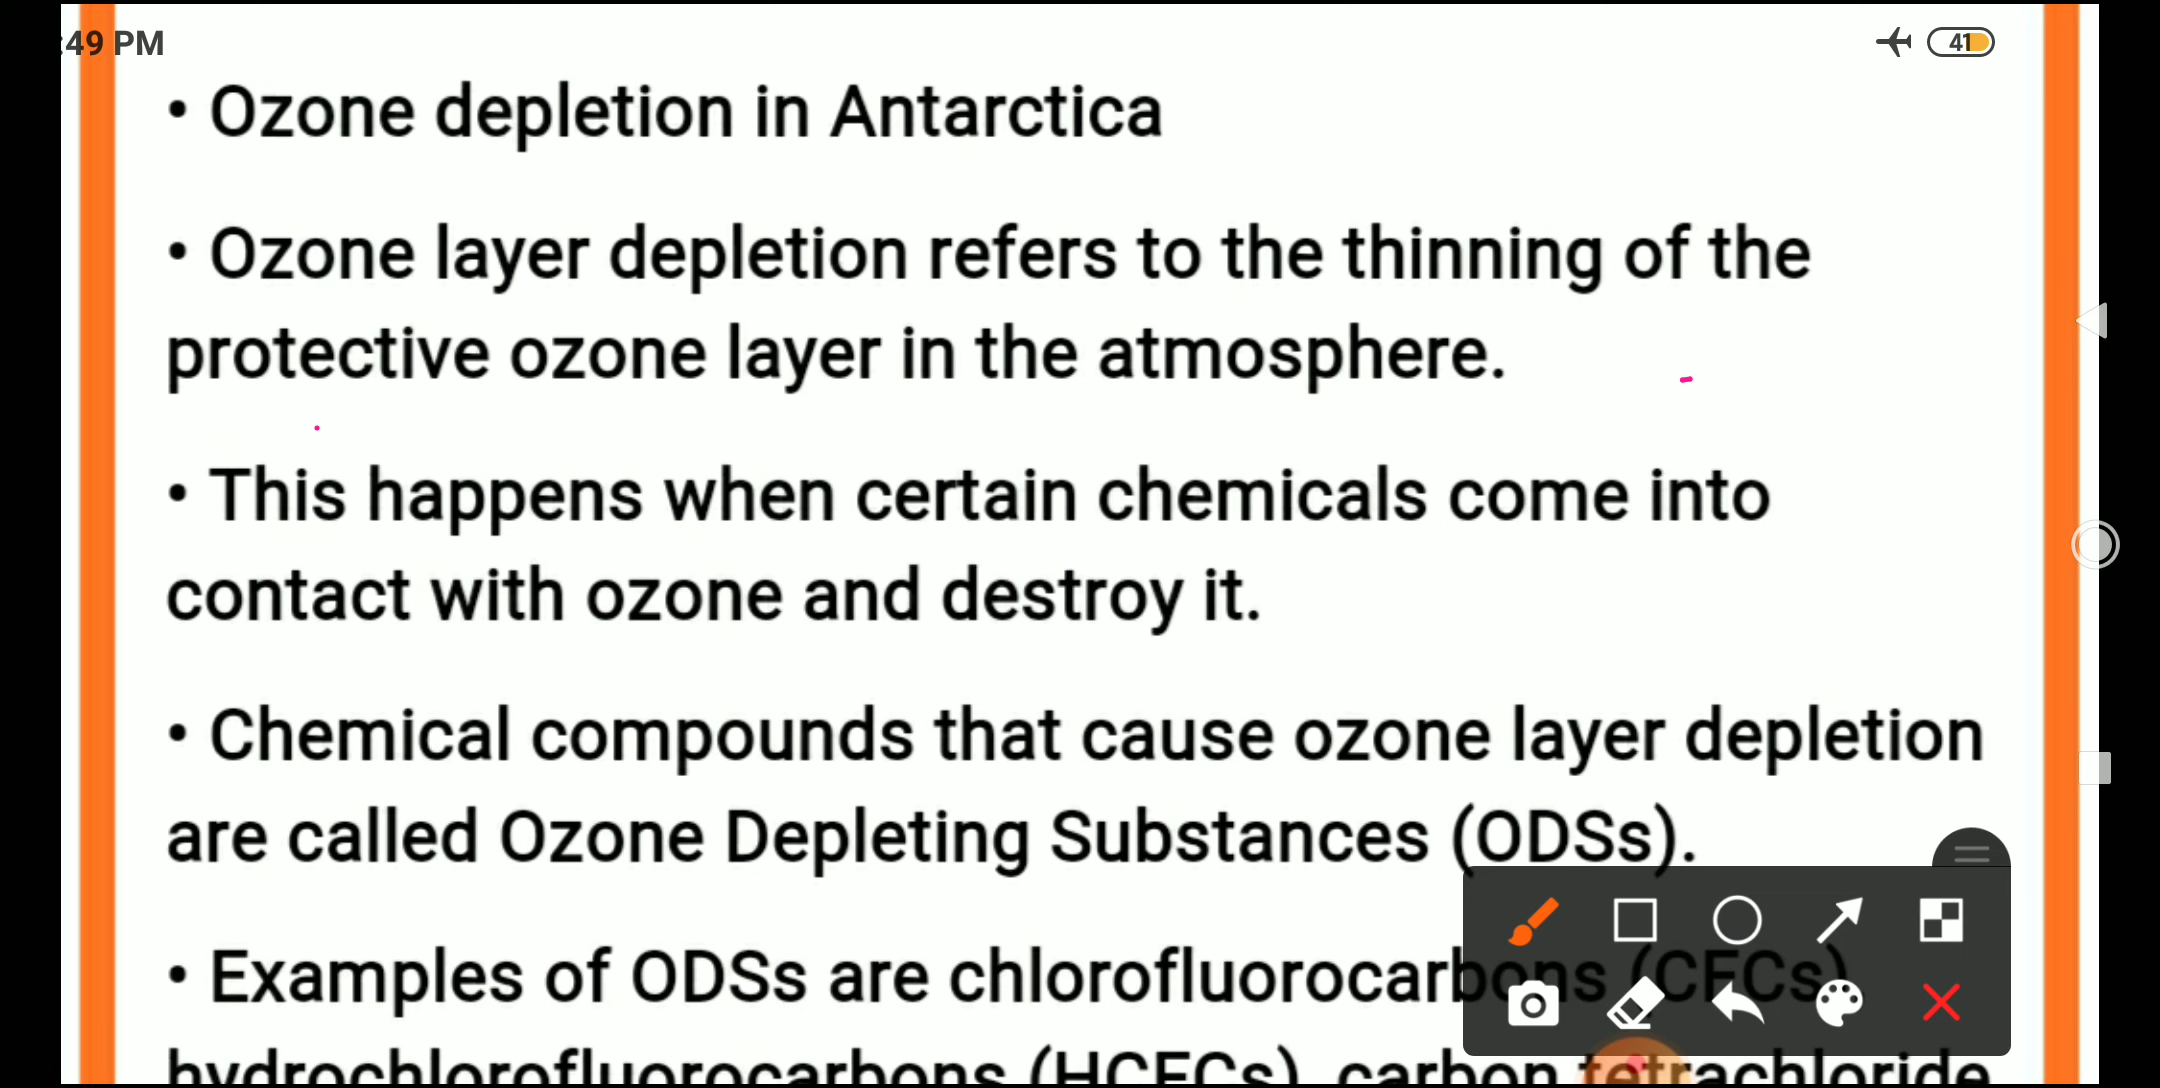 :49 PM
41
• Ozone depletion in Antarctica
• Ozone layer depletion refers to the thinning of the
protective ozone layer in the atmosphere.
• This happens when certain chemicals come into
contact with ozone and destroy it.
• Chemical compounds that cause ozone layer depletion
are called Ozone Depleting Substances (ODSs).
• Examples of ODSs are chlorofluorocarbons (CFCs),
hydrochlorofluorocarbons (HCFCs), carbon tetrachloride